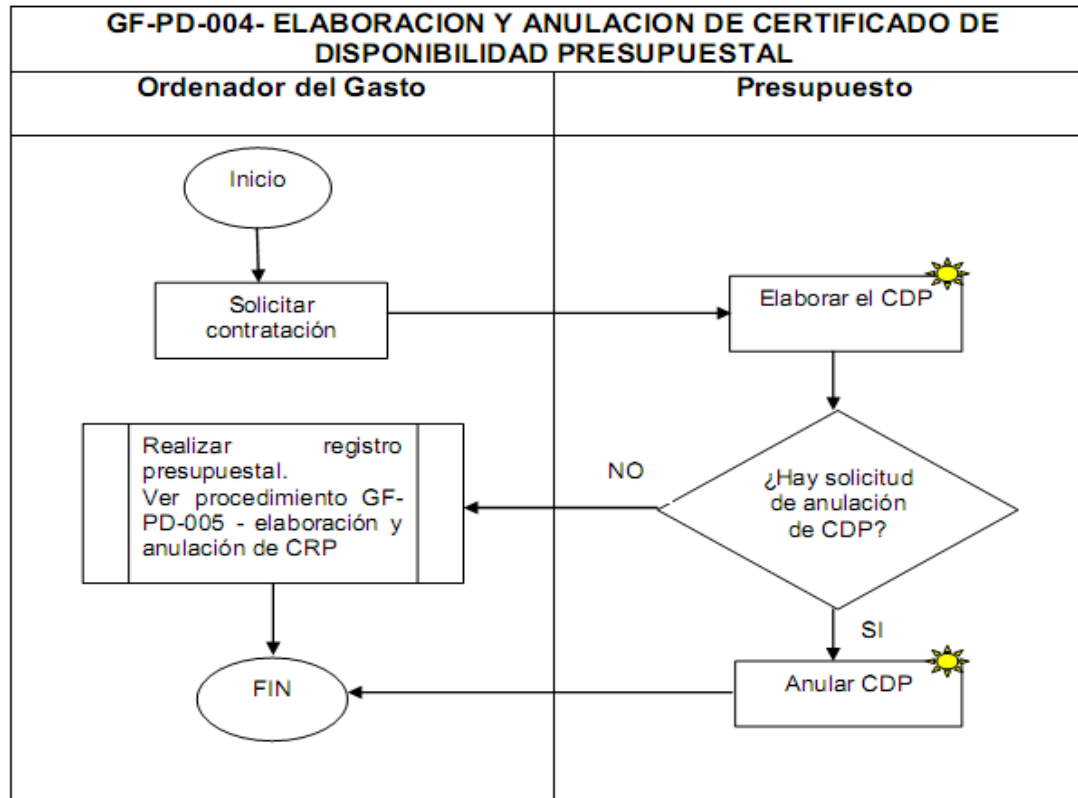 GF-PD-004- ELABORACION Y ANULACION DE CERTIFICADO DE
DISPONIBILIDAD PRESUPUESTAL
Ordenador del Gasto
Presupuesto
Inicio
Solicitar
contratación
Elaborar el CDP
Realizar registro
presupuestal.
Ver procedimiento GF-
PD-005 - elaboración y
anulación de CRP
NO
¿Hay solicitud
de anulación
de CDP?
SI
FIN
Anular CDP